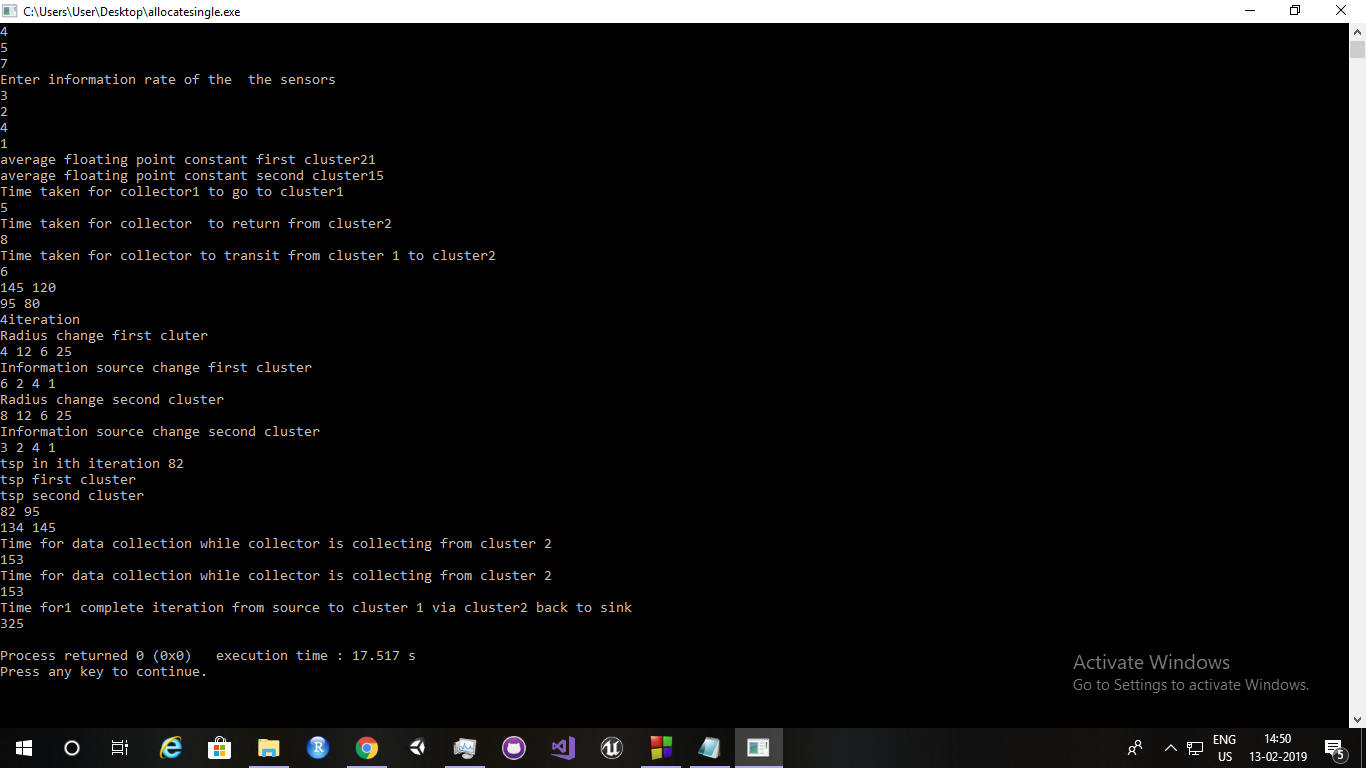 C:\Users\User\Desktop\allocatesingle.exe
4
5
7
Enter information rate of the  the sensors
3
2
4
1
average floating point constant first cluster21
average floating point constant second cluster15
Time taken for collector1 to go to cluster1
5
Time taken for collector  to return from cluster2
8
Time taken for collector to transit from cluster 1 to cluster2
6
145 120
95 80
4iteration
Radius change first cluter
4 12 6 25
Information source change first cluster
6 2 4 1
Radius change second cluster
8 12 6 25
Information source change second cluster
3 2 4 1
tsp in ith iteration 82
tsp first cluster
tsp second cluster
82 95
134 145
Time for data collection while collector is collecting from cluster 2
153
Time for data collection while collector is collecting from cluster 2
153
Time for1 complete iteration from source to cluster 1 via cluster2 back to sink
325
Process returned 0 (0x0)   execution time : 17.517 s
Press any key to continue.
Activate Windows
Go to Settings to activate Windows.
R
ENG
US
14:50
13-02-2019
5